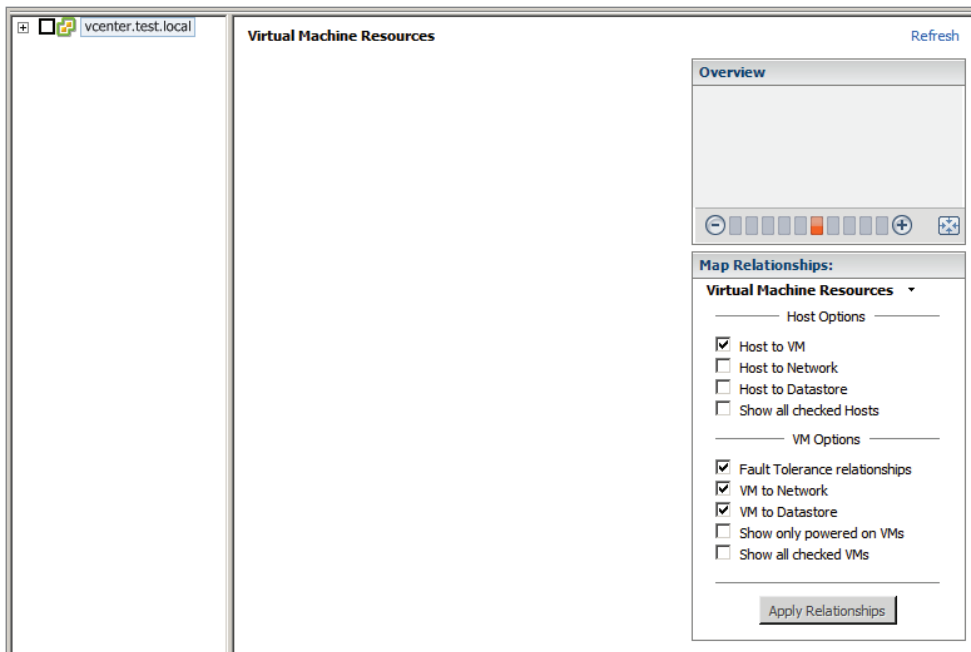 vcenter.test.local
Virtual Machine Resources
Refresh
Overview
Map Relationships:
Virtual Machine Resources
Host Options
Host to VM
Host to Network
Host to Datastore
Show all checked Hosts
VM Options
Fault Tolerance relationships
VM to Network
VM to Datastore
Show only powered on VMs
Show all checked VMs
Apply Relationships